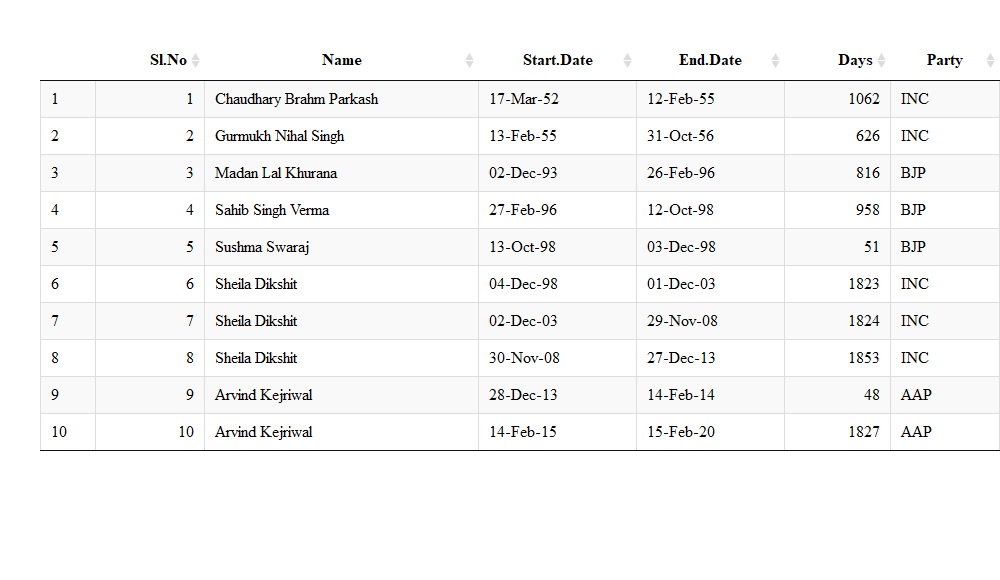 Sl.No Name Start.Date End.Date Days Party
1 1 Chaudhary Brahm Parkash 17-Mar-52 12-Feb-55 1062 INC
2 2 Gurmukh Nihal Singh 13-Feb-55 31-Oct-56 626 INC
3 3 Madan Lal Khurana 02-Dec-93 26-Feb-96 816 BJP
4 4 Sahib Singh Verma 27-Feb-96 12-Oct-98 958 BJP
5 5 Sushma Swaraj 13-Oct-98 03-Dec-98 51 BJP
6 6 Sheila Dikshit 04-Dec-98 01-Dec-03 1823 INC
7 7 Sheila Dikshit 02-Dec-03 29-Nov-08 1824 INC
8 8 Sheila Dikshit 30-Nov-08 27-Dec-13 1853 INC
9 9 Arvind Kejriwal 28-Dec-13 14-Feb-14 48 AAP
10 10 Arvind Kejriwal 14-Feb-15 15-Feb-20 1827 AAP